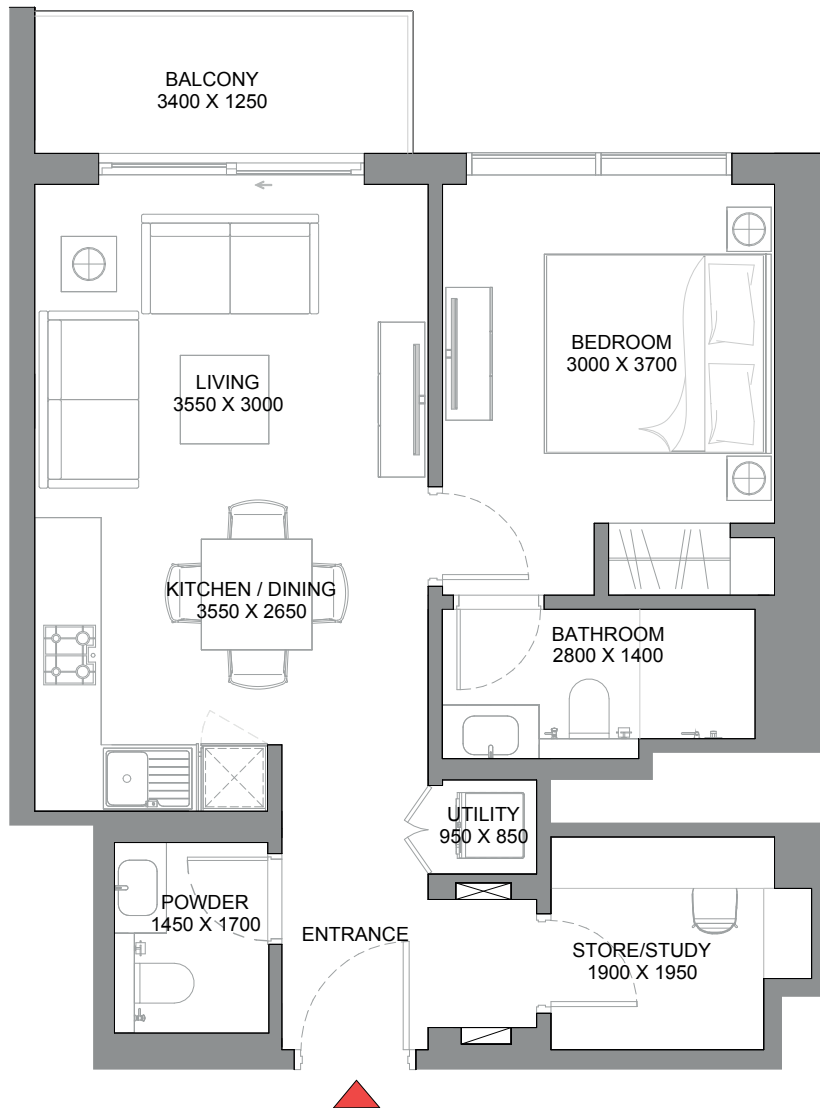 BALCONY
3400 X 1250
BEDROOM
3000 X 3700
LIVING
3550 X 3000
KITCHEN / DINING
3550 X 2650
BATHROOM
2800 X 1400
UTILITY
950 X 850
POWDER
1450 X 1700
ENTRANCE
STORE/STUDY
1900 X 1950